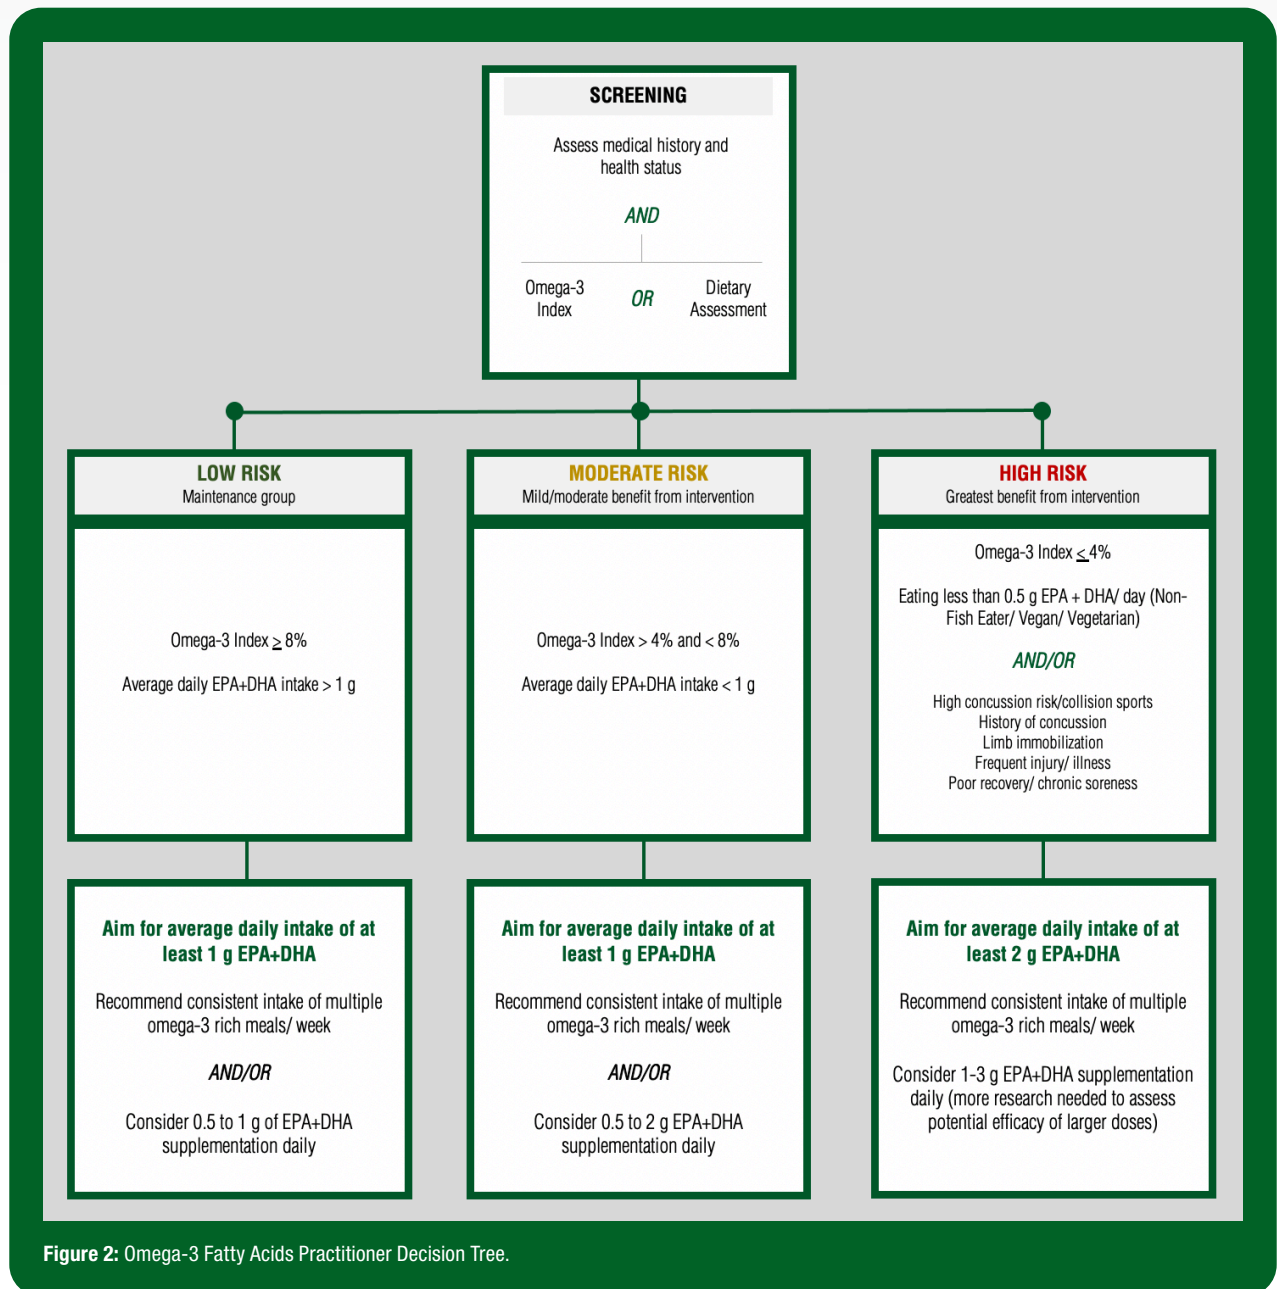 SCREENING
Assess medical history and
health status
AND
Omega-3
Index
OR
Dietary
Assessment
LOW RISK
Maintenance group
Omega-3 Index ≥ 8%
Average daily EPA+DHA intake > 1 g
Aim for average daily intake of at
least 1 g EPA+DHA
Recommend consistent intake of multiple
omega-3 rich meals/ week
AND/OR
Consider 0.5 to 1 g of EPA+DHA
supplementation daily
MODERATE RISK
Mild/moderate benefit from intervention
Omega-3 Index > 4% and < 8%
Average daily EPA+DHA intake < 1 g
Aim for average daily intake of at
least 1 g EPA+DHA
Recommend consistent intake of multiple
omega-3 rich meals/ week
AND/OR
Consider 0.5 to 2 g EPA+DHA
supplementation daily
HIGH RISK
Greatest benefit from intervention
Omega-3 Index ≤ 4%
Eating less than 0.5 g EPA + DHA/ day (Non-
Fish Eater/ Vegan/ Vegetarian)
AND/OR
High concussion risk/collision sports
History of concussion
Limb immobilization
Frequent injury/ illness
Poor recovery/ chronic soreness
Aim for average daily intake of at
least 2 g EPA+DHA
Recommend consistent intake of multiple
omega-3 rich meals/ week
Consider 1-3 g EPA+DHA supplementation
daily (more research needed to assess
potential efficacy of larger doses)
Figure 2: Omega-3 Fatty Acids Practitioner Decision Tree.